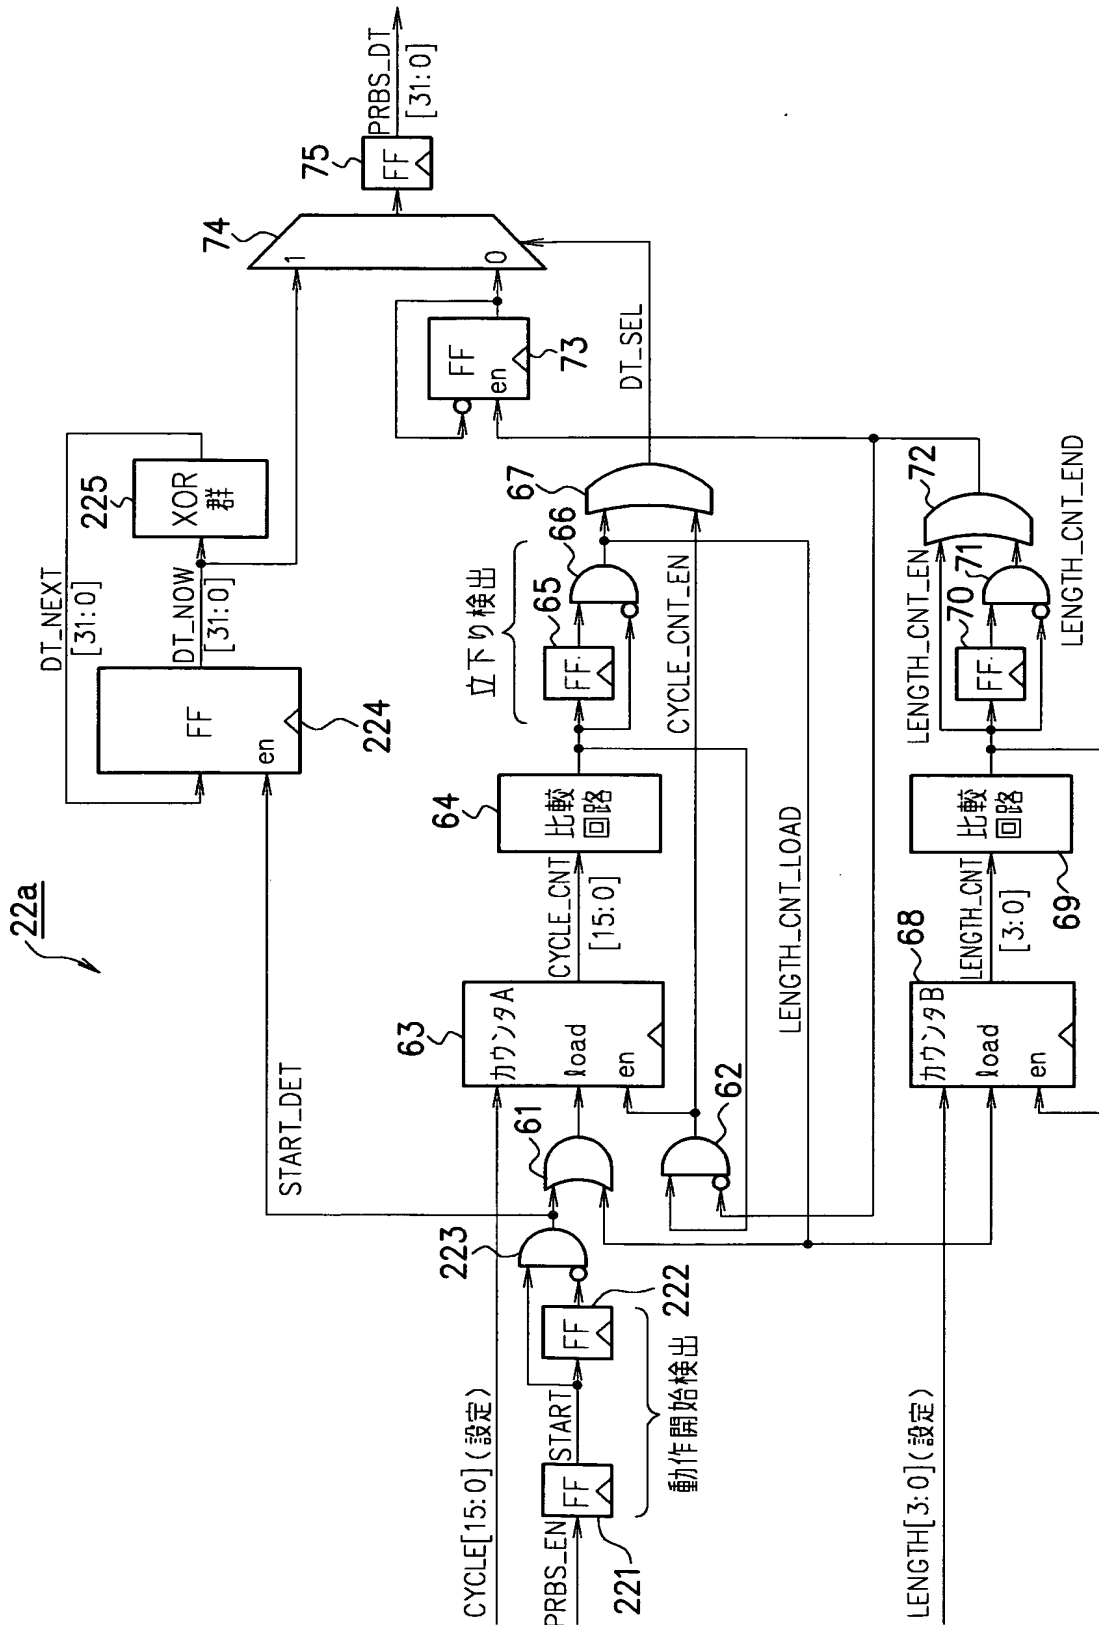 22a
DT_NEXT
[31:0]
DT_NOW
[31:0]
225
XOR
群
FF
en
224
START_DET
74
1
0
75
FF
PRBS_DT
[31:0]
FF
en
73
DT_SEL
CYCLE[15:0](設定)
PRBS_EN
FF
221
START
FF
222
動作開始検出
223
61
62
63
カウンタA
load
en
CYCLE_CNT
[15:0]
64
比較
回路
立下り検出
FF
65
66
67
CYCLE_CNT_EN
LENGTH_CNT_LOAD
LENGTH[3:0](設定)
68
カウンタB
load
en
LENGTH_CNT
[3:0]
69
比較
回路
LENGTH_CNT_EN
FF
70
71
72
LENGTH_CNT_END